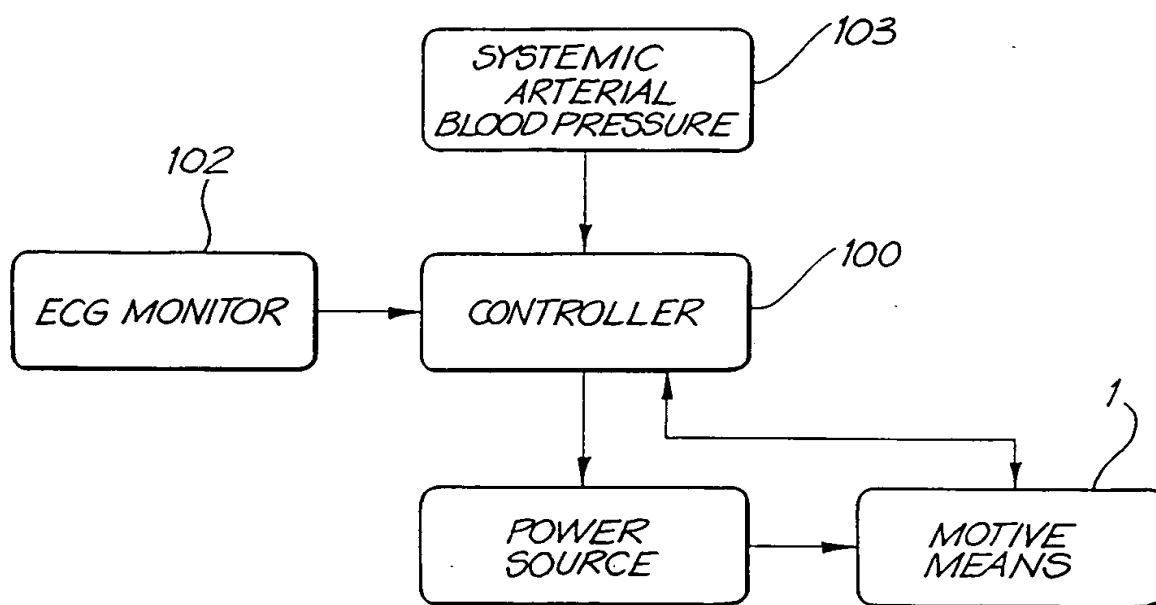 103
SYSTEMIC
ARTERIAL
BLOOD PRESSURE
102
100
ECG MONITOR
CONTROLLER
1
POWER
SOURCE
MOTIVE
MEANS